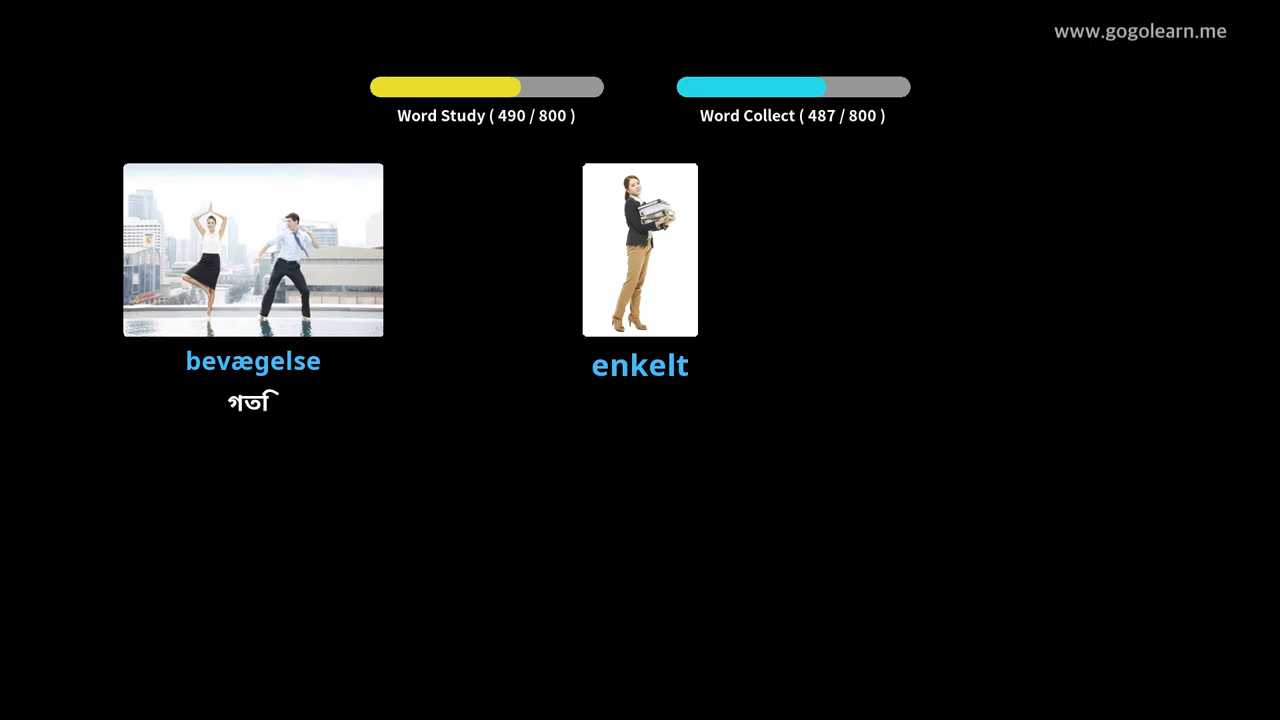 www.gogolearn.me
Word Study ( 490 / 800 )
Word Collect ( 487 / 800 )
bevægelse
enkelt
গতি